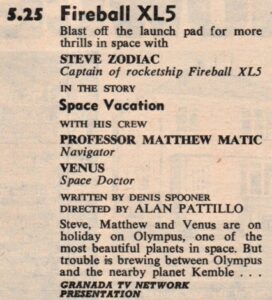 5.25 Fireball XL5
Blast off the launch pad for more
thrills in space with
STEVE ZODIAC
Captain of rocketship Fireball XL5
IN THE STORY
Space Vacation
WITH HIS CREW
PROFESSOR MATTHEW MATIC
Navigator
VENUS
Space Doctor
WRITTEN BY DENIS SPOONER
DIRECTED BY ALAN PATTILLO
Steve, Matthew and Venus are on
holiday on Olympus, one of the
most beautiful planets in space. But
trouble is brewing between Olympus
and the nearby planet Kemble . . .
GRANADA TV NETWORK
PRESENTATION